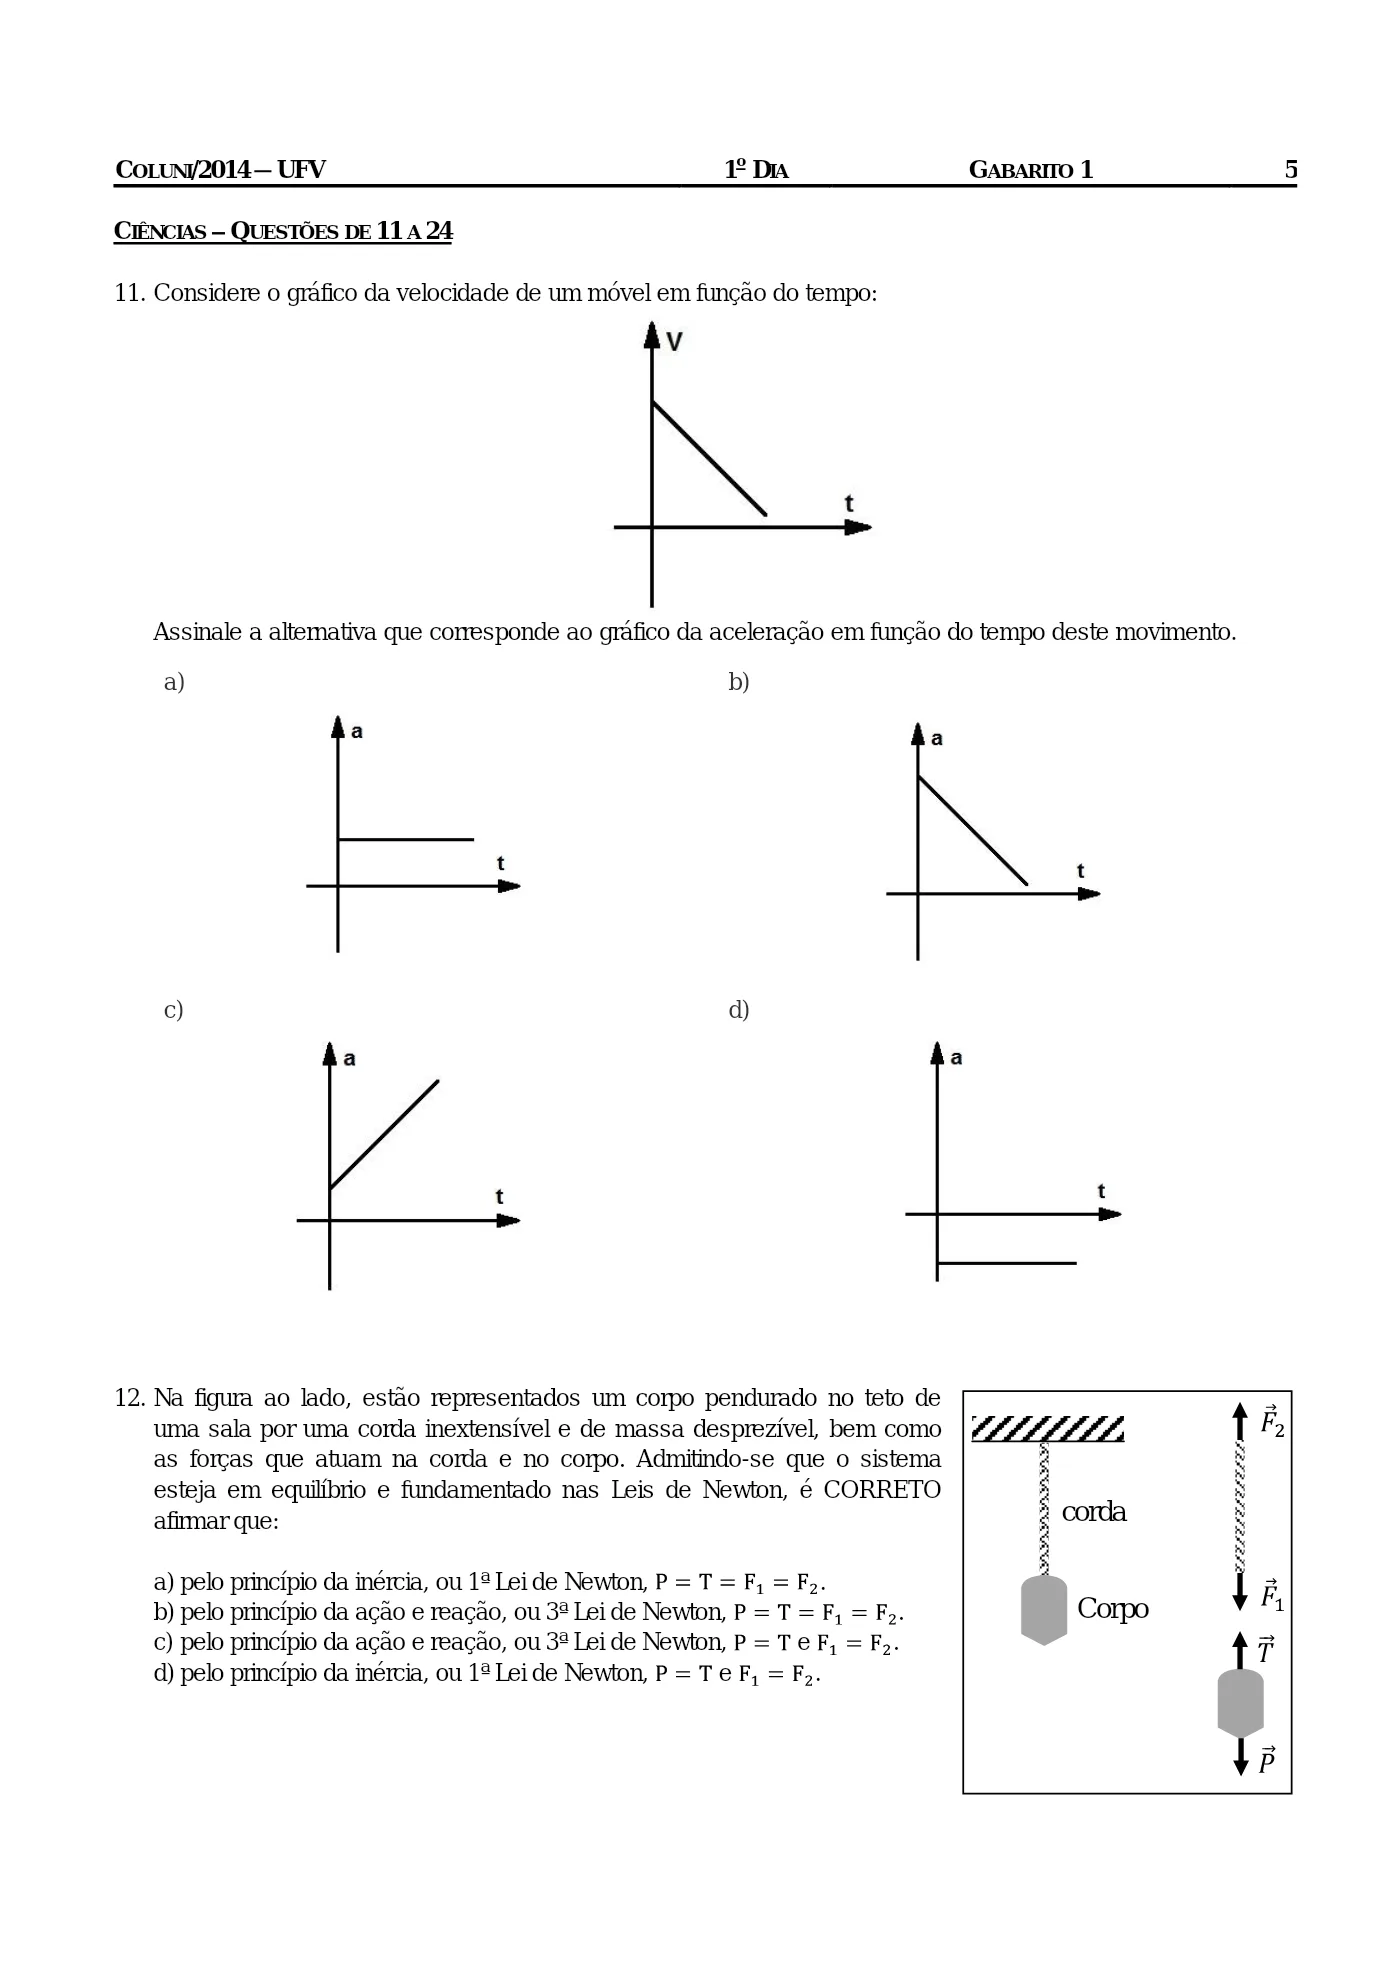 COLUNI/2014 – UFV 1º DIA GABARITO 1 5
CIÊNCIAS – QUESTÕES DE 11 A 24
11. Considere o gráfico da velocidade de um móvel em função do tempo:
V
t
Assinale a alternativa que corresponde ao gráfico da aceleração em função do tempo deste movimento.
a) b)
a
t
a
t
c) d)
a
t
a
t
12. Na figura ao lado, estão representados um corpo pendurado no teto de
uma sala por uma corda inextensível e de massa desprezível, bem como
as forças que atuam na corda e no corpo. Admitindo-se que o sistema
esteja em equilíbrio e fundamentado nas Leis de Newton, é CORRETO
afirmar que:
a) pelo princípio da inércia, ou 1ª Lei de Newton, P = T = F₁ = F₂.
b) pelo princípio da ação e reação, ou 3ª Lei de Newton, P = T = F₁ = F₂.
c) pelo princípio da ação e reação, ou 3ª Lei de Newton, P = T e F₁ = F₂.
d) pelo princípio da inércia, ou 1ª Lei de Newton, P = T e F₁ = F₂.
F⃗₂
corda
F⃗₁
Corpo
T⃗
P⃗